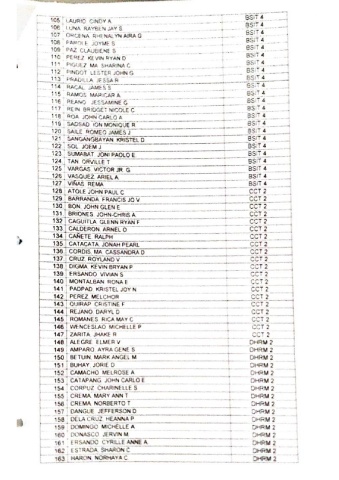 105 LAURIO CINDY A BSIT 4
106 LUNA RAYBEN JAY S BSIT 4
107 ORCENA RHENALYN AIRA G BSIT 4
108 PAROLE JOYME S BSIT 4
109 PAZ CLAUDIENE S BSIT 4
110 PEREZ KEVIN RYAN D BSIT 4
111 PIGUEZ MA SHARINA C BSIT 4
112 PINGOT LESTER JOHN G BSIT 4
113 PRADILLA JESSA R BSIT 4
114 RACAL JAMES S BSIT 4
115 RAMOS MARICAR A BSIT 4
116 REANO JESSAMINE G BSIT 4
117 REIN BRIDGET NICOLE C BSIT 4
118 ROA JOHN CARLO A BSIT 4
119 SADSAD ION MONIQUE R BSIT 4
120 SAILE ROMEO JAMES J BSIT 4
121 SANGANGBAYAN KRISTEL D BSIT 4
122 SOL JOEM J BSIT 4
123 SUMABAT JONI PAOLO E BSIT 4
124 TAN ORVILLE T BSIT 4
125 VARGAS VICTOR JR G BSIT 4
126 VASQUEZ ARIEL A BSIT 4
127 VIÑAS REMA BSIT 4
128 ATOLE JOHN PAUL C CCT 2
129 BARRANDA FRANCIS JO V CCT 2
130 BON JOHN GLEN E CCT 2
131 BRIONES JOHN-CHRIS A CCT 2
132 CAGUITLA GLENN RYAN F CCT 2
133 CALDERON ARNEL D CCT 2
134 CAÑETE RALPH CCT 2
135 CATACATA JONAH PEARL CCT 2
136 CORDIS MA CASSANDRA D CCT 2
137 CRUZ ROYLAND V CCT 2
138 DIGMA KEVIN BRYAN P CCT 2
139 ERSANDO VIVIAN S CCT 2
140 MONTALBAN RONA E CCT 2
141 PADPAD KRISTEL JOY N CCT 2
142 PEREZ MELCHOR CCT 2
143 QUIRAP CRISTINE F CCT 2
144 REJANO DARYL D CCT 2
145 ROMANES RICA MAY C CCT 2
146 WENCESLAO MICHELLE P CCT 2
147 ZARITA JHAKE R CCT 2
148 ALEGRE ELMER V DHRM 2
149 AMPARO AYRA GENE S DHRM 2
150 BETUIN MARK ANGEL M DHRM 2
151 BUHAY JORIE D DHRM 2
152 CAMACHO MELROSE A DHRM 2
153 CATAPANG JOHN CARLO E DHRM 2
154 CORPUZ CHARINELLE S DHRM 2
155 CREMA MARY ANN T DHRM 2
156 CREMA NORBERTO T DHRM 2
157 DANGUE JEFFERSON D DHRM 2
158 DELA CRUZ HEANNA P DHRM 2
159 DOMINGO MICHELLE A DHRM 2
160 DONASCO JERVIN M DHRM 2
161 ERSANDO CYRILLE ANNE A DHRM 2
162 ESTRADA SHARON C DHRM 2
163 HARON NORHAYA C DHRM 2